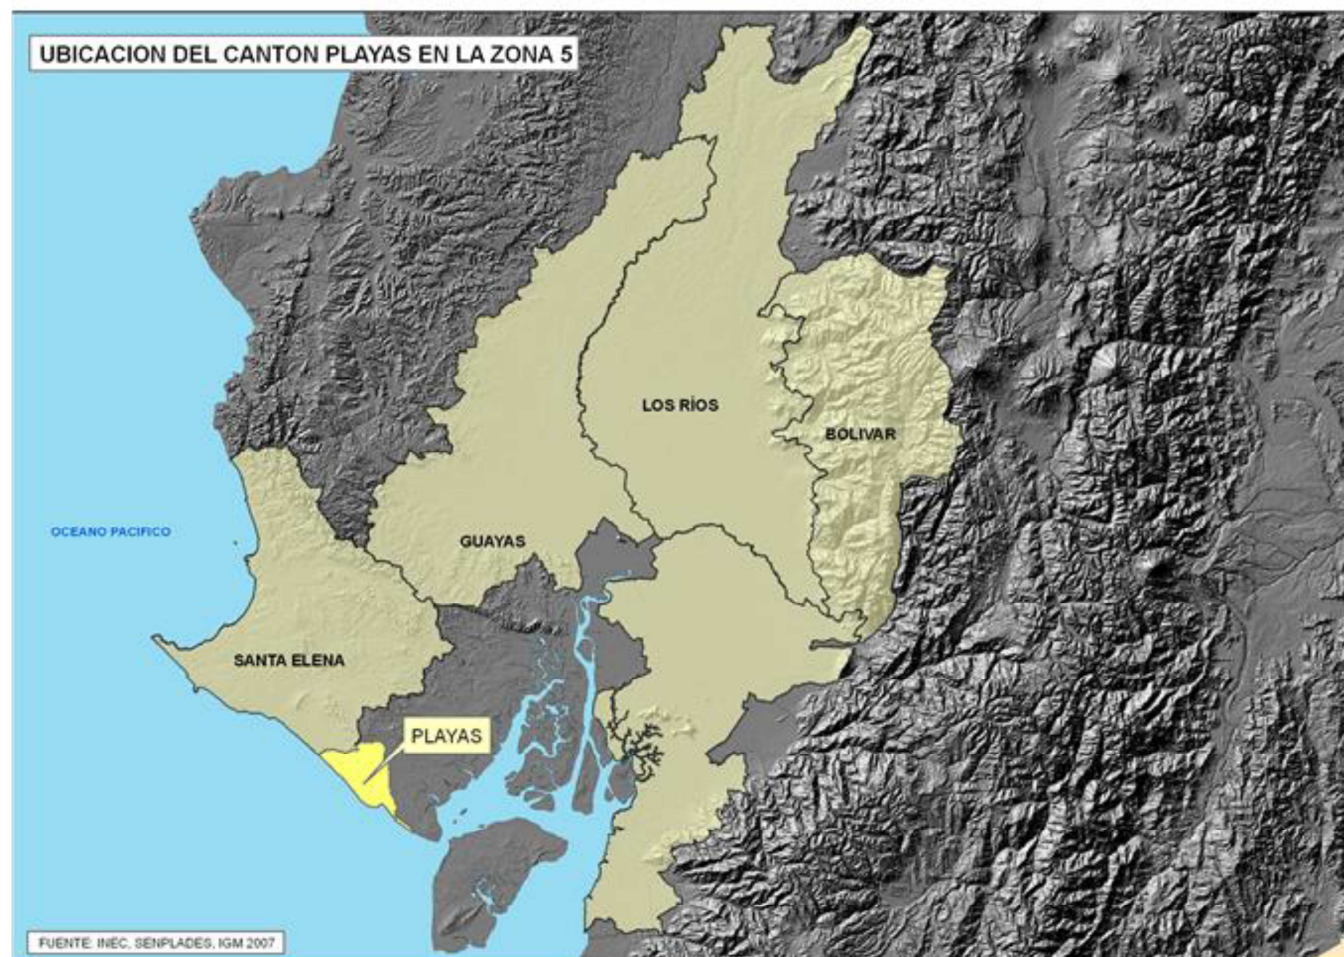 UBICACION DEL CANTON PLAYAS EN LA ZONA 5
LOS RÍOS
BOLIVAR
OCEANO PACIFICO
GUAYAS
SANTA ELENA
PLAYAS
FUENTE: INEC, SENPLADES, IGM 2007